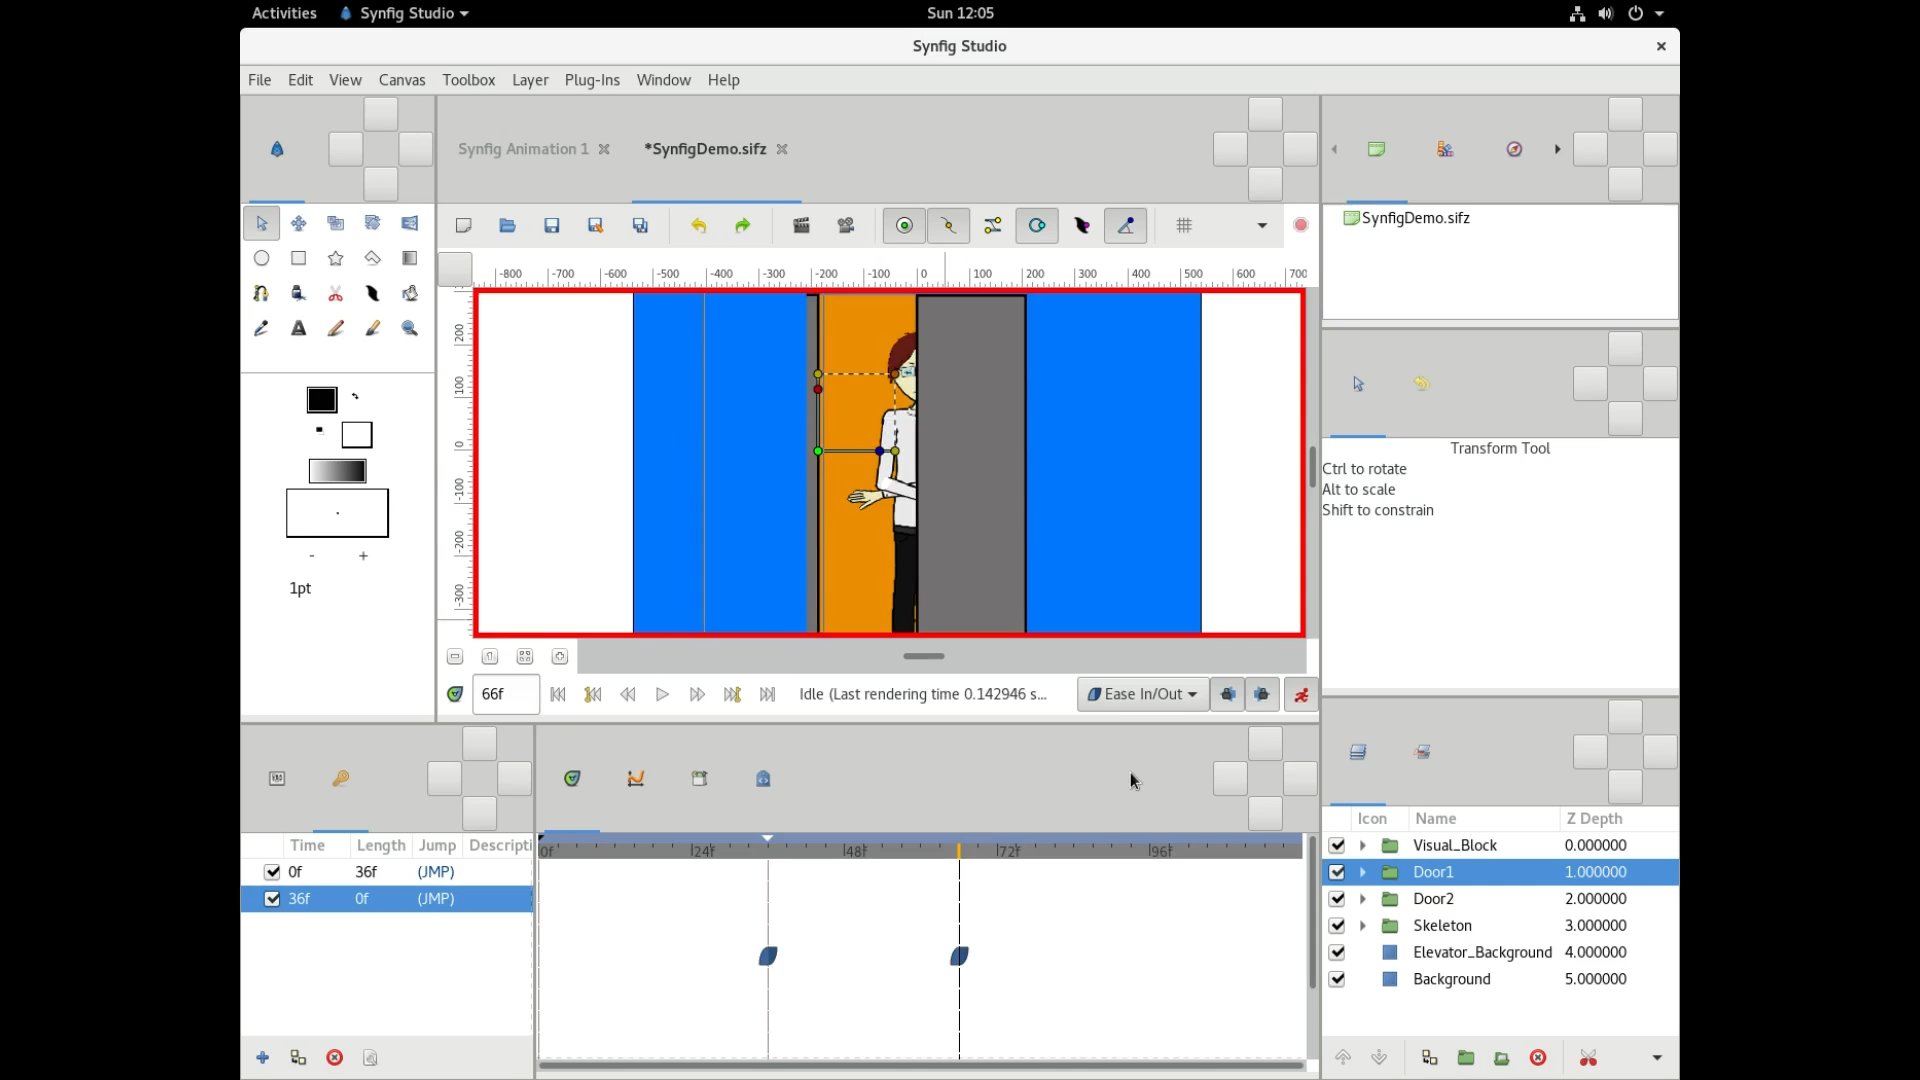 Activities Synfig Studio Sun 12:05
Synfig Studio
File Edit View Canvas Toolbox Layer Plug-Ins Window Help
Synfig Animation 1 *SynfigDemo.sifz
SynfigDemo.sifz
-800 -700 -600 -500 -400 -300 -200 -100 0 100 200 300 400 500 600 700
200
100
0
-100
-200
-300
Transform Tool
Ctrl to rotate
Alt to scale
Shift to constrain
- +
1pt
66f Idle (Last rendering time 0.142946 s... Ease In/Out
Time Length Jump Descripti
0f 36f (JMP)
36f 0f (JMP)
0f 24f 48f 72f 96f
Icon Name Z Depth
Visual_Block 0.000000
Door1 1.000000
Door2 2.000000
Skeleton 3.000000
Elevator_Background 4.000000
Background 5.000000